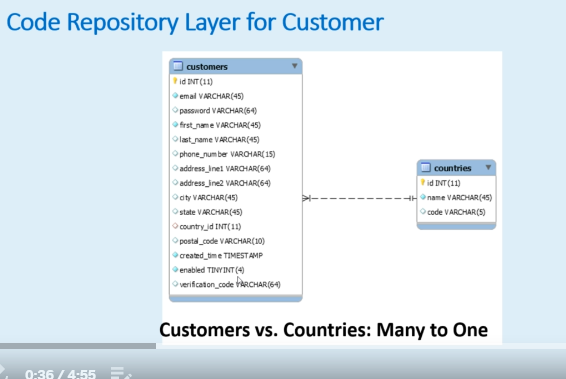 Code Repository Layer for Customer
customers
id INT(11)
email VARCHAR(45)
password VARCHAR(64)
first_name VARCHAR(45)
last_name VARCHAR(45)
phone_number VARCHAR(15)
address_line1 VARCHAR(64)
address_line2 VARCHAR(64)
city VARCHAR(45)
state VARCHAR(45)
country_id INT(11)
postal_code VARCHAR(10)
created_time TIMESTAMP
enabled TINYINT(4)
verification_code VARCHAR(64)
countries
id INT(11)
name VARCHAR(45)
code VARCHAR(5)
Customers vs. Countries: Many to One
0:36 / 4:55